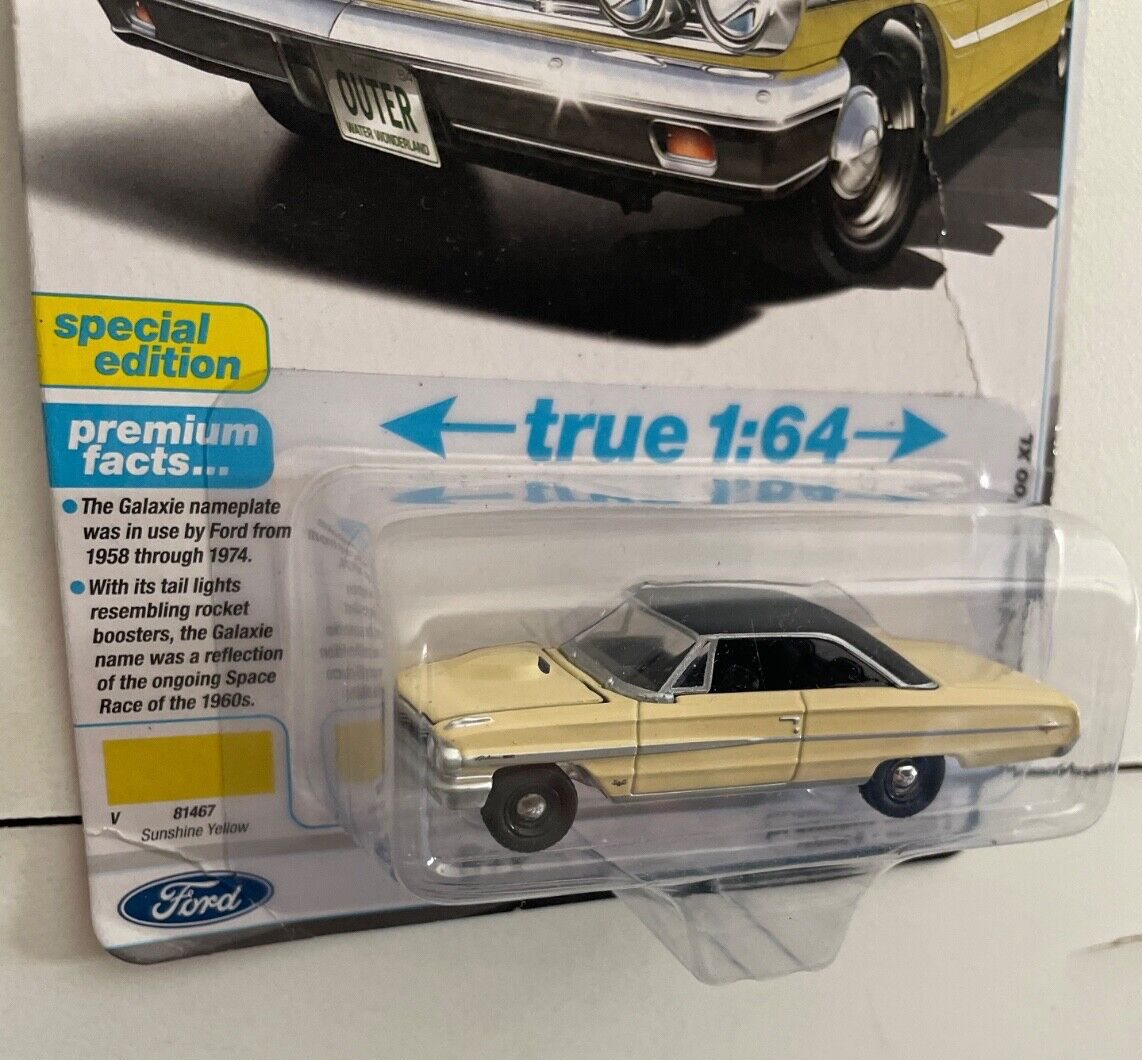 OUTER
WATER WONDERLAND
special
edition
premium
facts...
true 1:64
The Galaxie nameplate
was in use by Ford from
1958 through 1974.
With its tail lights
resembling rocket
boosters, the Galaxie
name was a reflection
of the ongoing Space
Race of the 1960s.
V 81467
Sunshine Yellow
Ford
00 XL